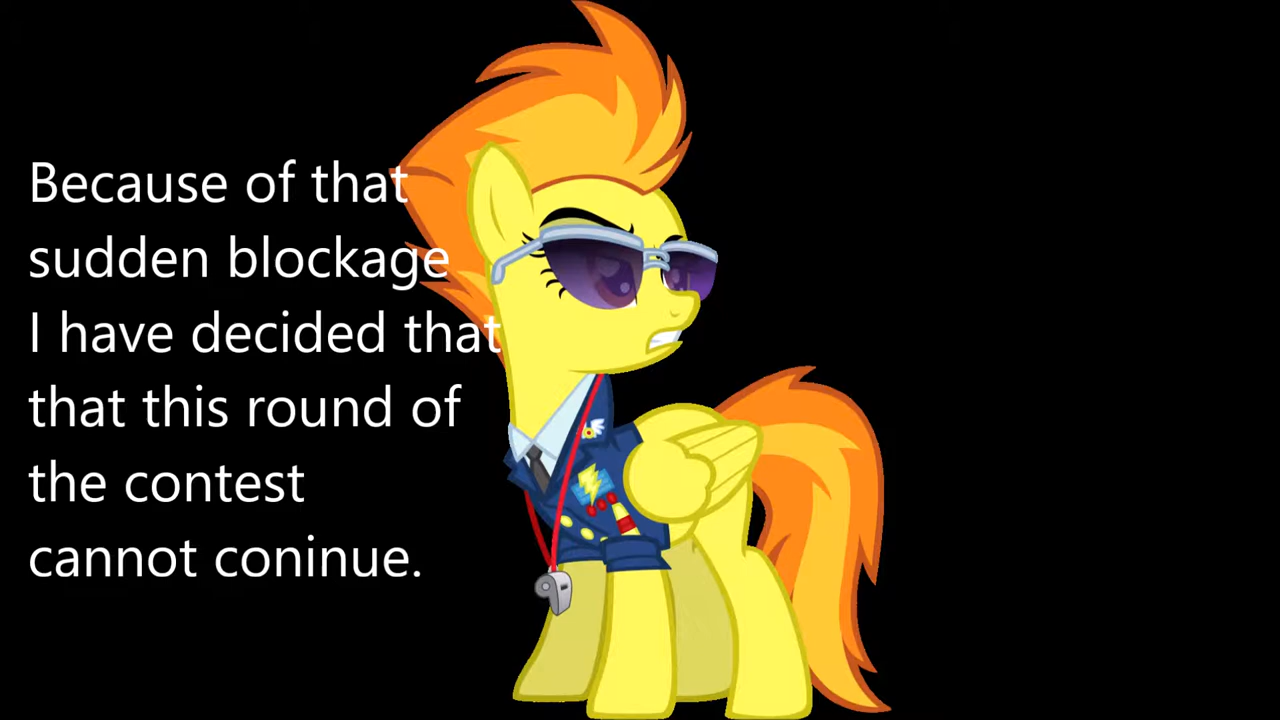 Because of that
sudden blockage
I have decided that
that this round of
the contest
cannot coninue.